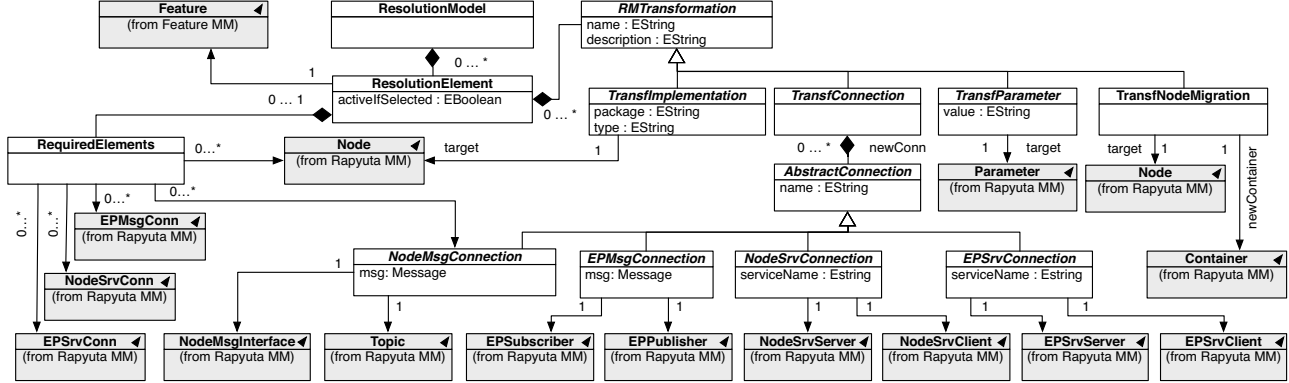 Feature
(from Feature MM)
ResolutionModel
RMTransformation
name : EString
description : EString
0 ... *
1
ResolutionElement
activeIfSelected : EBoolean
0 ... 1
0 ... *
TransfImplementation
package : EString
type : EString
TransfConnection
TransfParameter
value : EString
TransfNodeMigration
RequiredElements
0...*
Node
(from Rapyuta MM)
target
1
0 ... *
newConn
1
target
target
1
1
newContainer
AbstractConnection
name : EString
Parameter
(from Rapyuta MM)
Node
(from Rapyuta MM)
0...*
0...*
0...*
0...*
EPMsgConn
(from Rapyuta MM)
NodeMsgConnection
msg: Message
EPMsgConnection
msg: Message
NodeSrvConnection
serviceName : Estring
EPSrvConnection
serviceName : Estring
Container
(from Rapyuta MM)
NodeSrvConn
(from Rapyuta MM)
1
1
1
1
1
1
1
1
EPSrvConn
(from Rapyuta MM)
NodeMsgInterface
(from Rapyuta MM)
Topic
(from Rapyuta MM)
EPSubscriber
(from Rapyuta MM)
EPPublisher
(from Rapyuta MM)
NodeSrvServer
(from Rapyuta MM)
NodeSrvClient
(from Rapyuta MM)
EPSrvServer
(from Rapyuta MM)
EPSrvClient
(from Rapyuta MM)